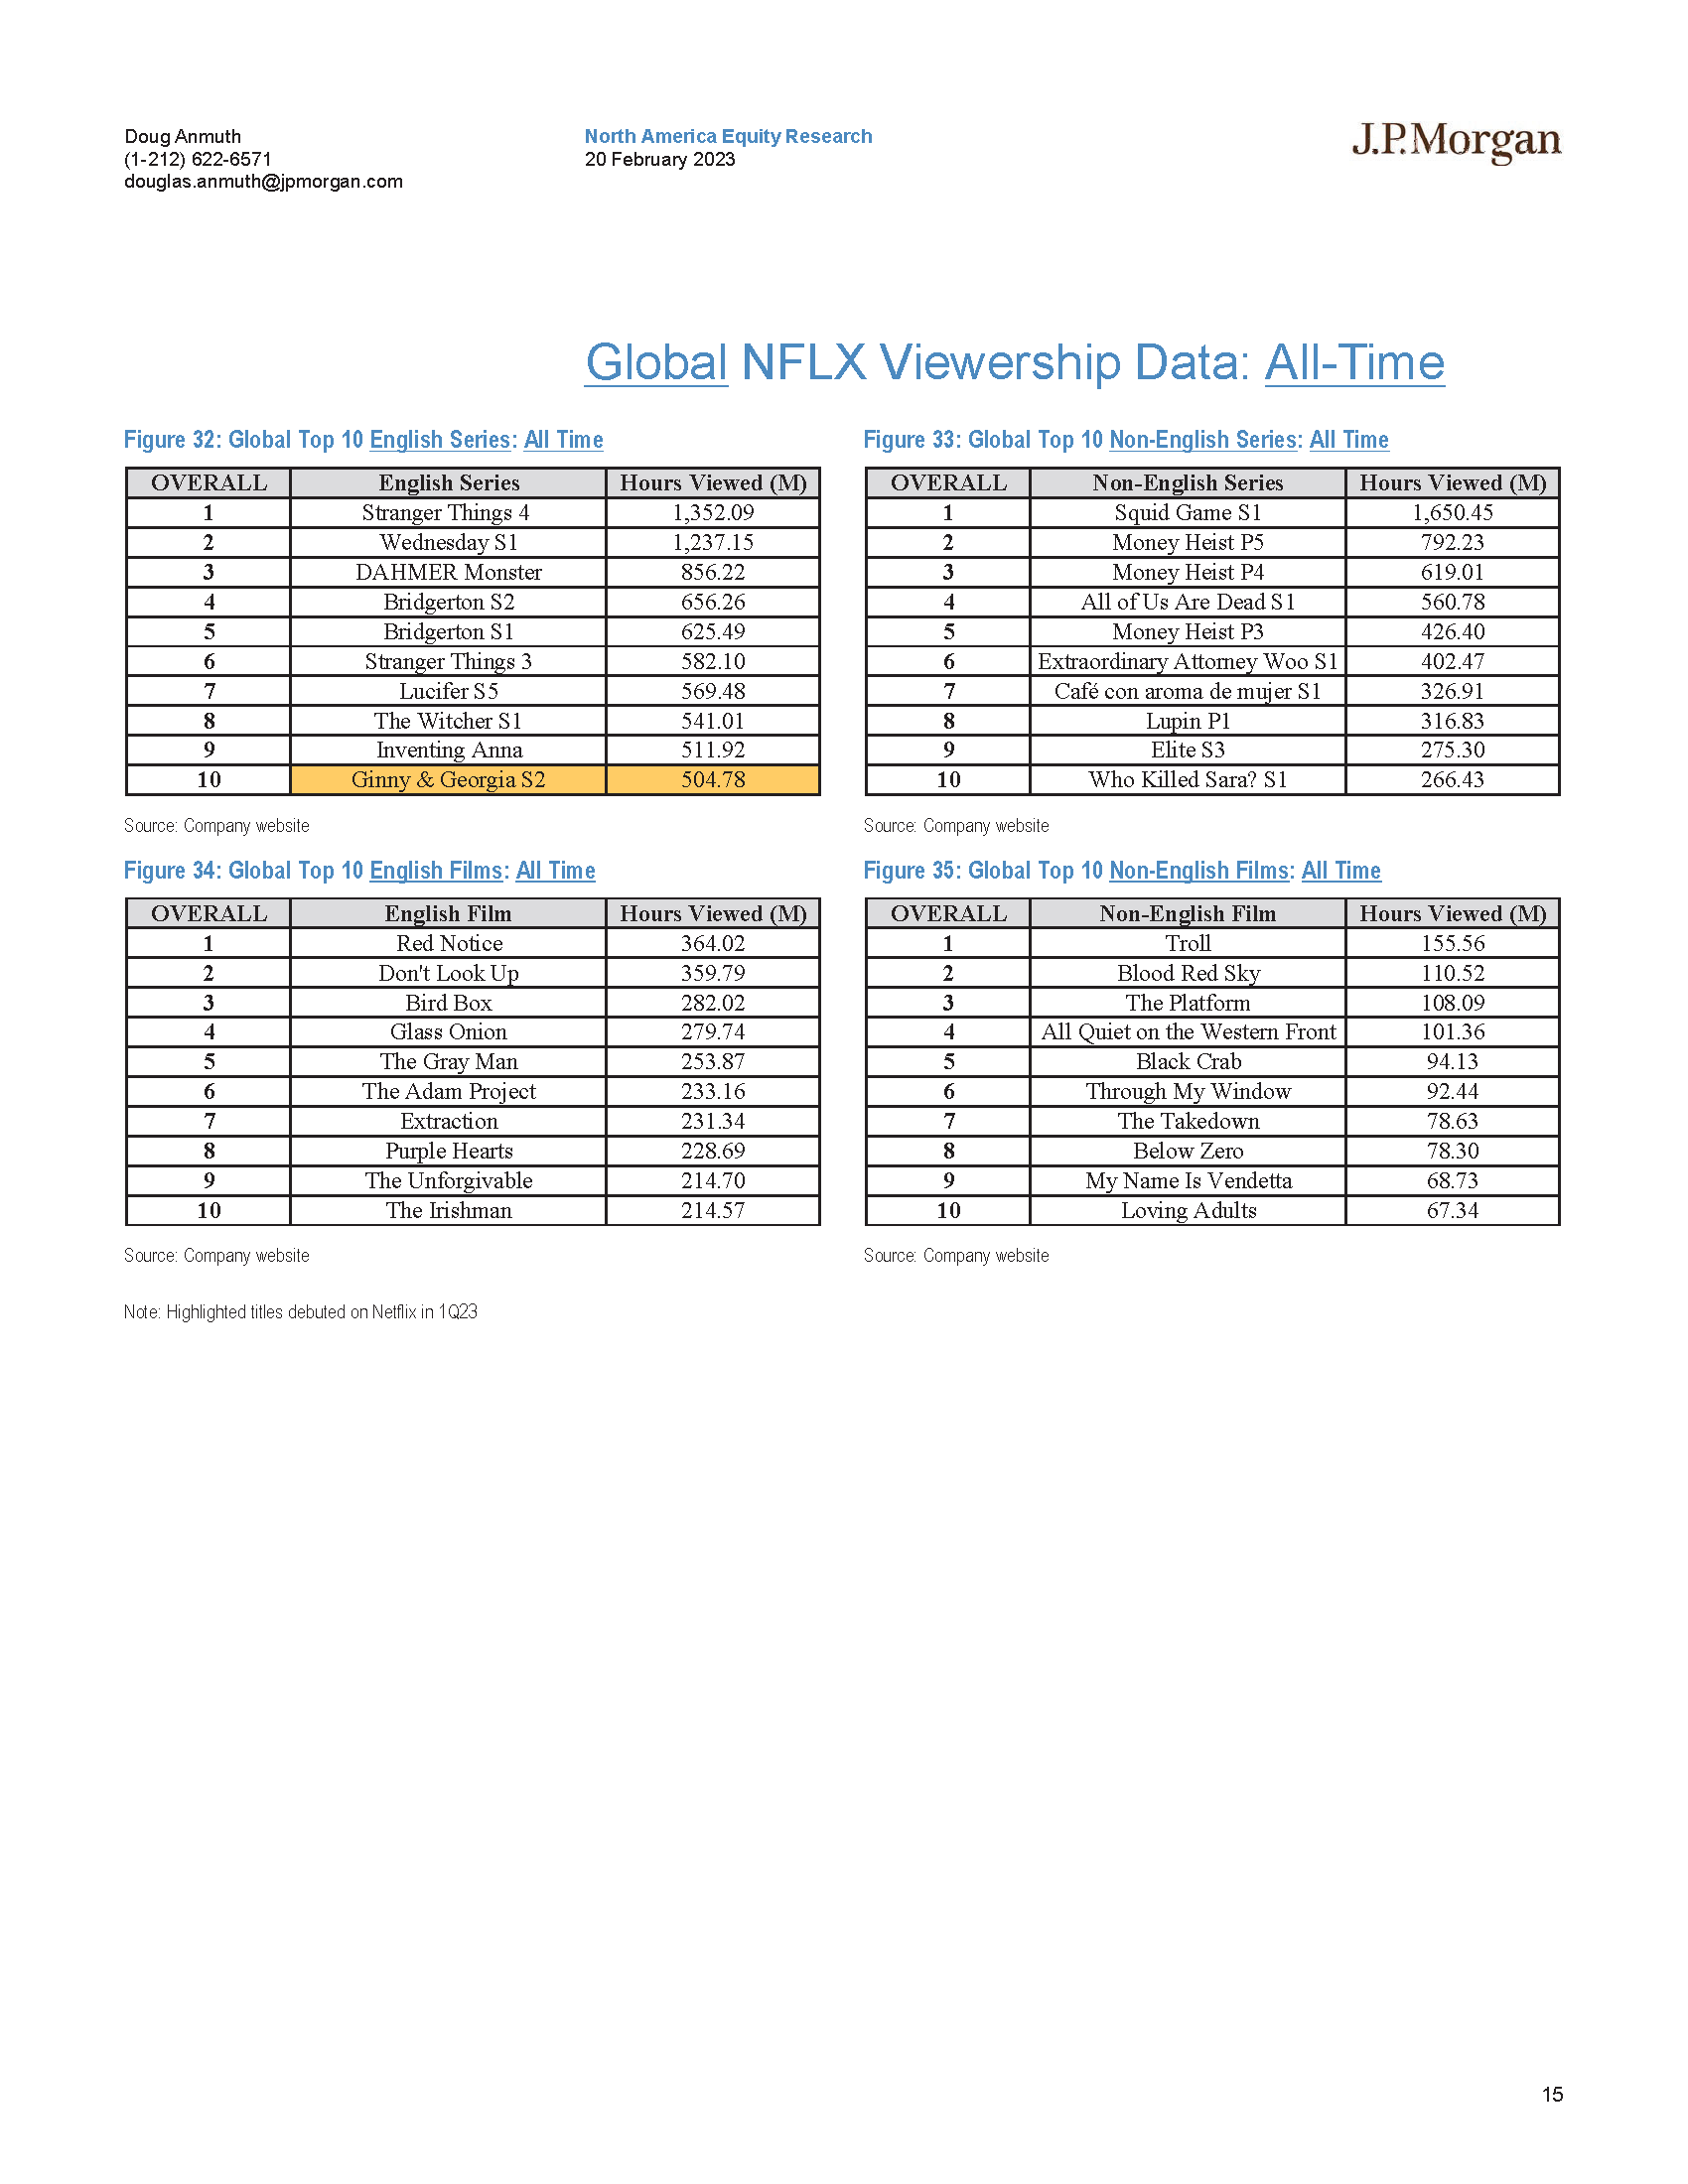 Doug Anmuth
(1-212) 622-6571
douglas.anmuth@jpmorgan.com
North America Equity Research
20 February 2023
J.P.Morgan
Global NFLX Viewership Data: All-Time
Figure 32: Global Top 10 English Series: All Time
OVERALL English Series Hours Viewed (M)
1 Stranger Things 4 1,352.09
2 Wednesday S1 1,237.15
3 DAHMER Monster 856.22
4 Bridgerton S2 656.26
5 Bridgerton S1 625.49
6 Stranger Things 3 582.10
7 Lucifer S5 569.48
8 The Witcher S1 541.01
9 Inventing Anna 511.92
10 Ginny & Georgia S2 504.78
Source: Company website
Figure 33: Global Top 10 Non-English Series: All Time
OVERALL Non-English Series Hours Viewed (M)
1 Squid Game S1 1,650.45
2 Money Heist P5 792.23
3 Money Heist P4 619.01
4 All of Us Are Dead S1 560.78
5 Money Heist P3 426.40
6 Extraordinary Attorney Woo S1 402.47
7 Café con aroma de mujer S1 326.91
8 Lupin P1 316.83
9 Elite S3 275.30
10 Who Killed Sara? S1 266.43
Source: Company website
Figure 34: Global Top 10 English Films: All Time
OVERALL English Film Hours Viewed (M)
1 Red Notice 364.02
2 Don't Look Up 359.79
3 Bird Box 282.02
4 Glass Onion 279.74
5 The Gray Man 253.87
6 The Adam Project 233.16
7 Extraction 231.34
8 Purple Hearts 228.69
9 The Unforgivable 214.70
10 The Irishman 214.57
Source: Company website
Figure 35: Global Top 10 Non-English Films: All Time
OVERALL Non-English Film Hours Viewed (M)
1 Troll 155.56
2 Blood Red Sky 110.52
3 The Platform 108.09
4 All Quiet on the Western Front 101.36
5 Black Crab 94.13
6 Through My Window 92.44
7 The Takedown 78.63
8 Below Zero 78.30
9 My Name Is Vendetta 68.73
10 Loving Adults 67.34
Source: Company website
Note: Highlighted titles debuted on Netflix in 1Q23
15